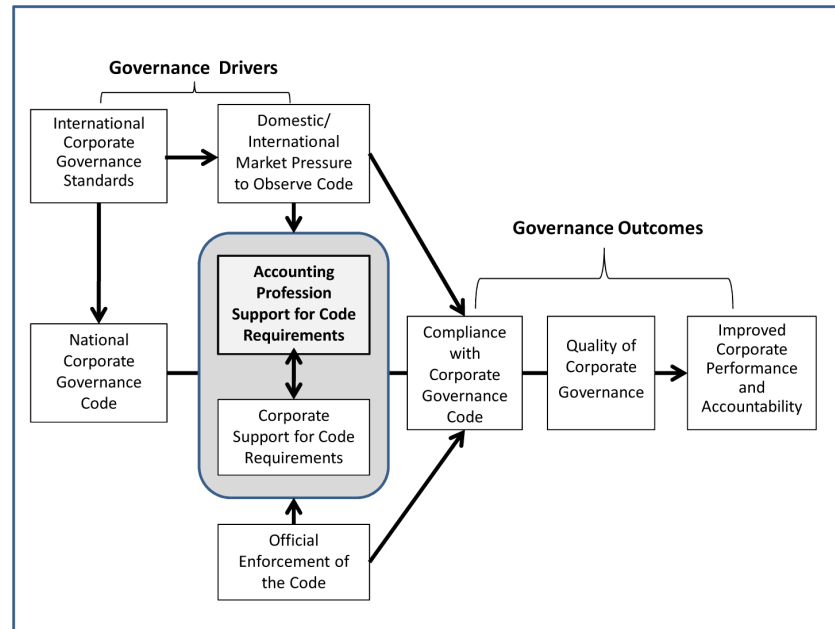 Governance Drivers
International
Corporate
Governance
Standards
Domestic/
International
Market Pressure
to Observe Code
Governance Outcomes
Accounting
Profession
Support for Code
Requirements
National
Corporate
Governance
Code
Corporate
Support for Code
Requirements
Compliance
with
Corporate
Governance
Code
Quality of
Corporate
Governance
Improved
Corporate
Performance
and
Accountability
Official
Enforcement of
the Code